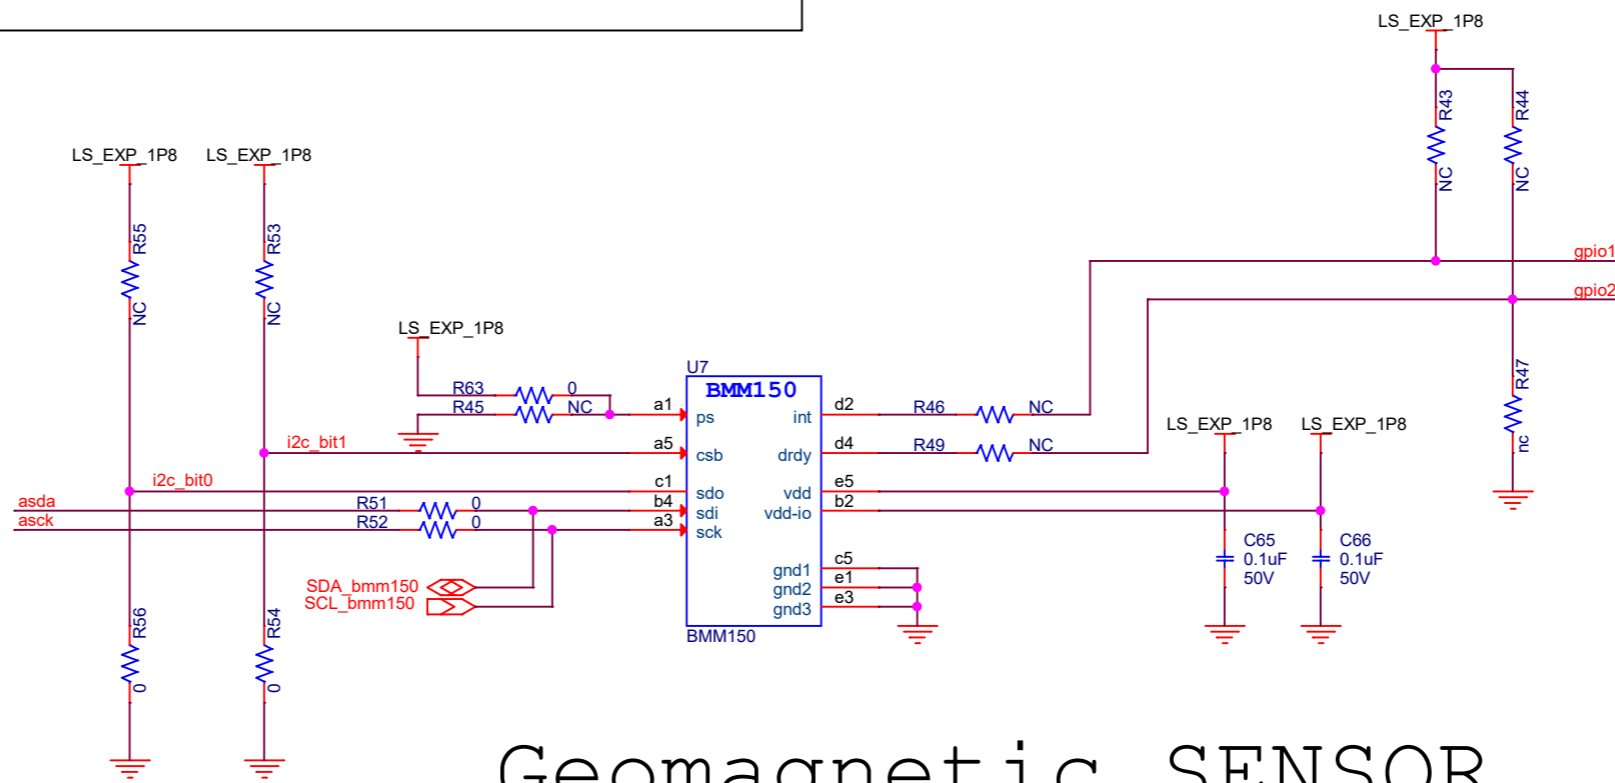 LS_EXP_1P8
R43
NC
R44
NC
LS_EXP_1P8
LS_EXP_1P8
R55
NC
R53
NC
gpio1
gpio2
LS_EXP_1P8
R63
0
R45
NC
U7
BMM150
a1
ps
a5
csb
c1
sdo
b4
sdi
a3
sck
int
d2
drdy
d4
vdd
e5
vdd-io
b2
gnd1
c5
gnd2
e1
gnd3
e3
BMM150
R46
NC
R49
NC
R47
nc
LS_EXP_1P8
LS_EXP_1P8
i2c_bit1
i2c_bit0
asda
asck
R51
0
R52
0
C65
0.1uF
50V
C66
0.1uF
50V
SDA_bmm150
SCL_bmm150
R56
0
R54
0
Geomagnetic SENSOR